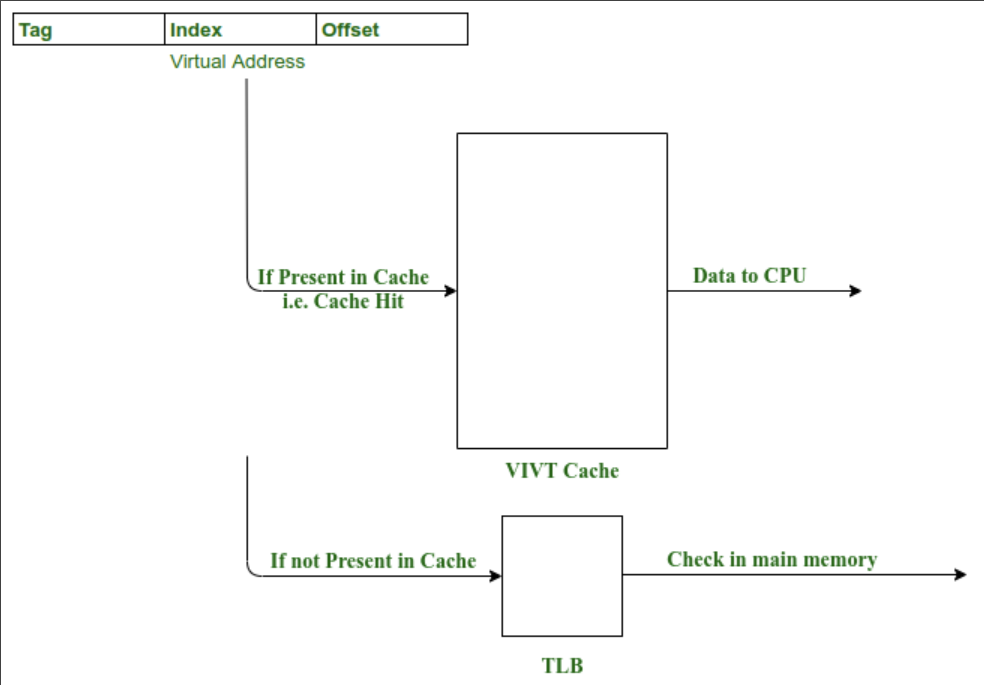 Tag Index Offset
Virtual Address
If Present in Cache
i.e. Cache Hit
Data to CPU
VIVT Cache
If not Present in Cache
Check in main memory
TLB